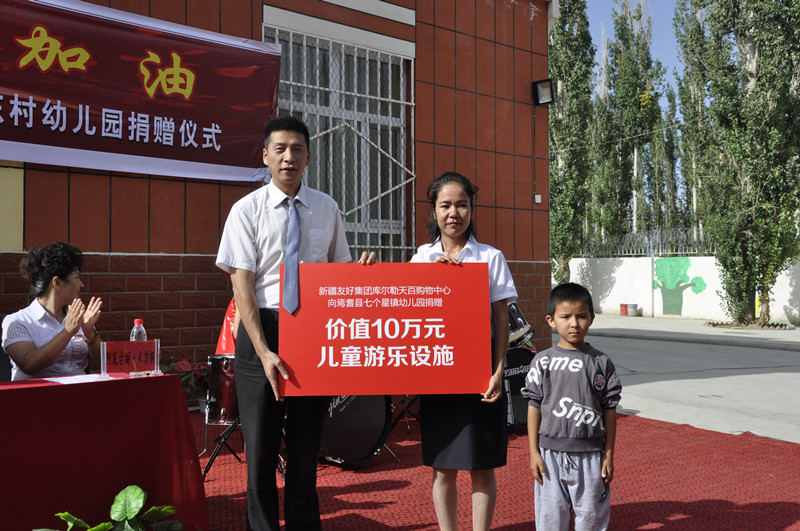 加油
村幼儿园捐赠仪式
新疆友好集团库尔勒天百购物中心
向焉耆县七个星镇幼儿园捐赠
价值10万元
儿童游乐设施